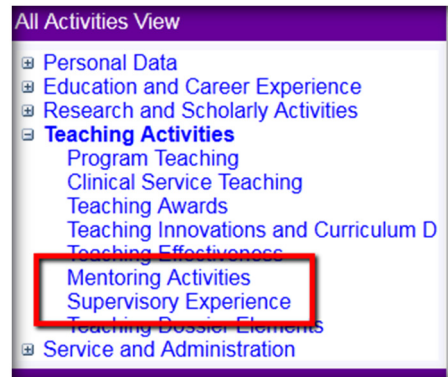 All Activities View
Personal Data
Education and Career Experience
Research and Scholarly Activities
Teaching Activities
Program Teaching
Clinical Service Teaching
Teaching Awards
Teaching Innovations and Curriculum D
Teaching Effectiveness
Mentoring Activities
Supervisory Experience
Teaching Dossier Elements
Service and Administration